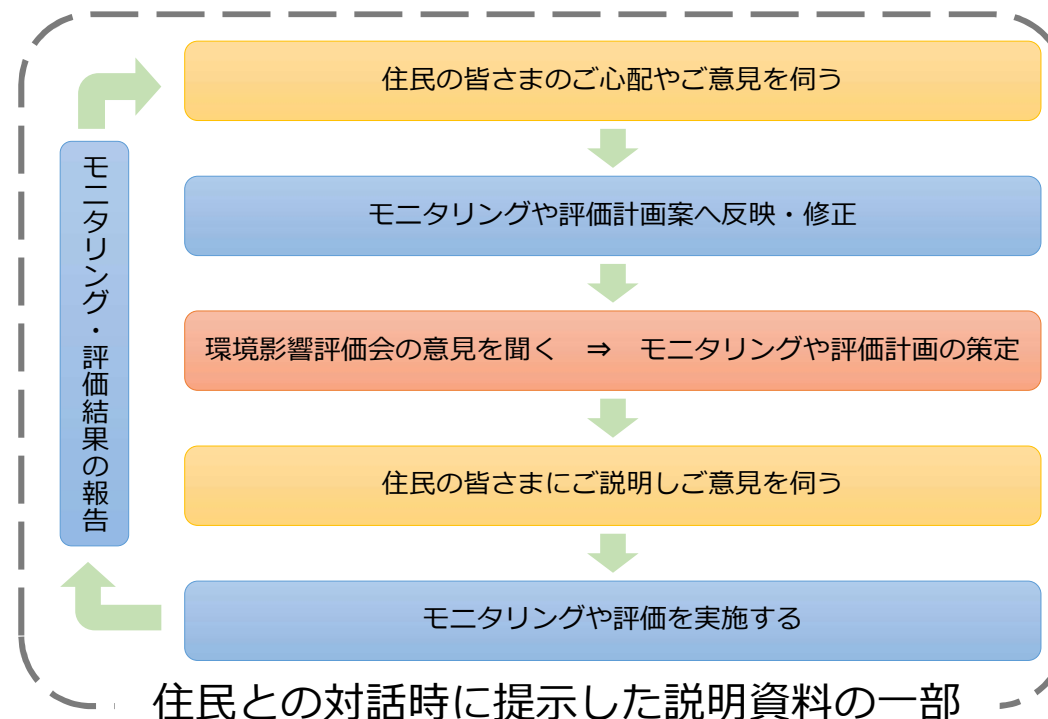 住民の皆さまのご心配やご意見を伺う
モニタリングや評価計画案へ反映・修正
環境影響評価会の意見を聞く ⇒ モニタリングや評価計画の策定
住民の皆さまにご説明しご意見を伺う
モニタリングや評価を実施する
モニタリング・評価結果の報告
住民との対話時に提示した説明資料の一部